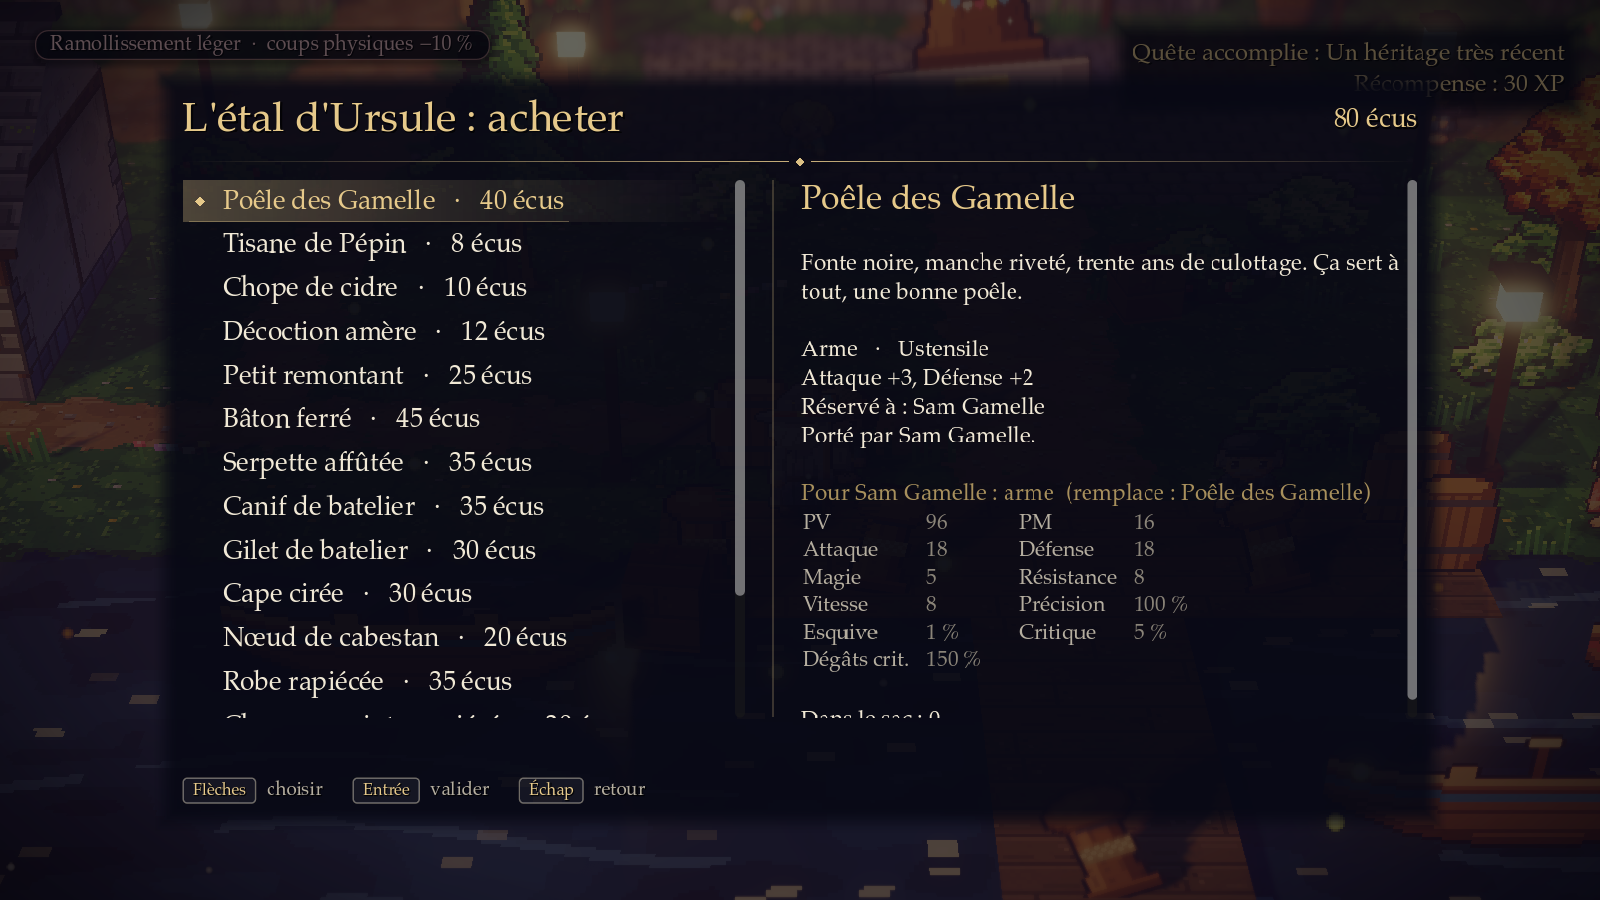 Ramollissement léger · coups physiques −10 %
Quête accomplie : Un héritage très récent
Récompense : 30 XP
L'étal d'Ursule : acheter
80 écus
Poêle des Gamelle · 40 écus
Tisane de Pépin · 8 écus
Chope de cidre · 10 écus
Décoction amère · 12 écus
Petit remontant · 25 écus
Bâton ferré · 45 écus
Serpette affûtée · 35 écus
Canif de batelier · 35 écus
Gilet de batelier · 30 écus
Cape cirée · 30 écus
Nœud de cabestan · 20 écus
Robe rapiécée · 35 écus
Poêle des Gamelle
Fonte noire, manche riveté, trente ans de culottage. Ça sert à
tout, une bonne poêle.
Arme · Ustensile
Attaque +3, Défense +2
Réservé à : Sam Gamelle
Porté par Sam Gamelle.
Pour Sam Gamelle : arme (remplace : Poêle des Gamelle)
PV 96 PM 16
Attaque 18 Défense 18
Magie 5 Résistance 8
Vitesse 8 Précision 100 %
Esquive 1 % Critique 5 %
Dégâts crit. 150 %
Dans le sac : 0
Flèches choisir Entrée valider Échap retour